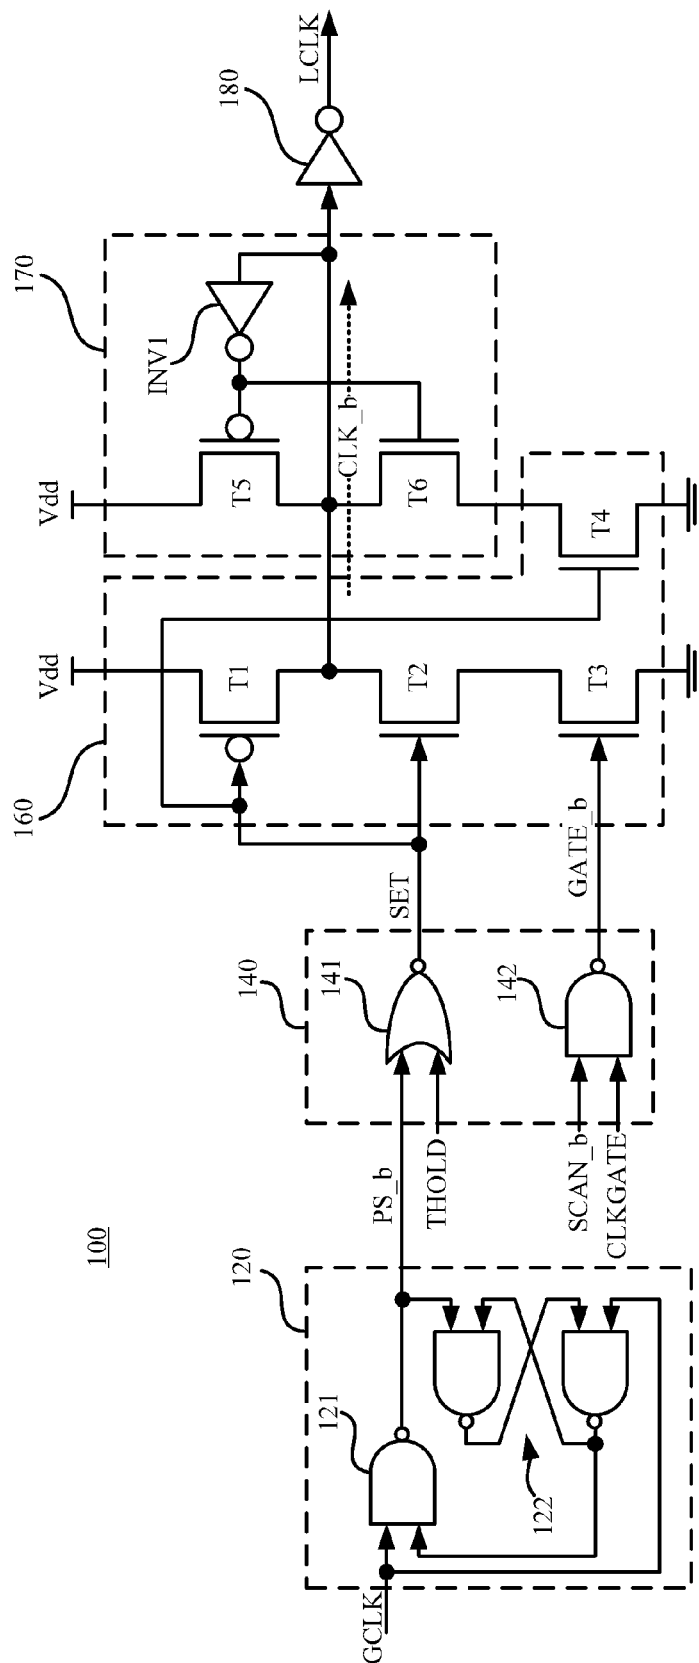 100
GCLK
120
121
122
PS_b
THOLD
SCAN_b
CLKGATE
140
141
142
SET
GATE_b
160
Vdd
T1
T2
T3
T4
170
Vdd
T5
T6
INV1
CLK_b
180
LCLK